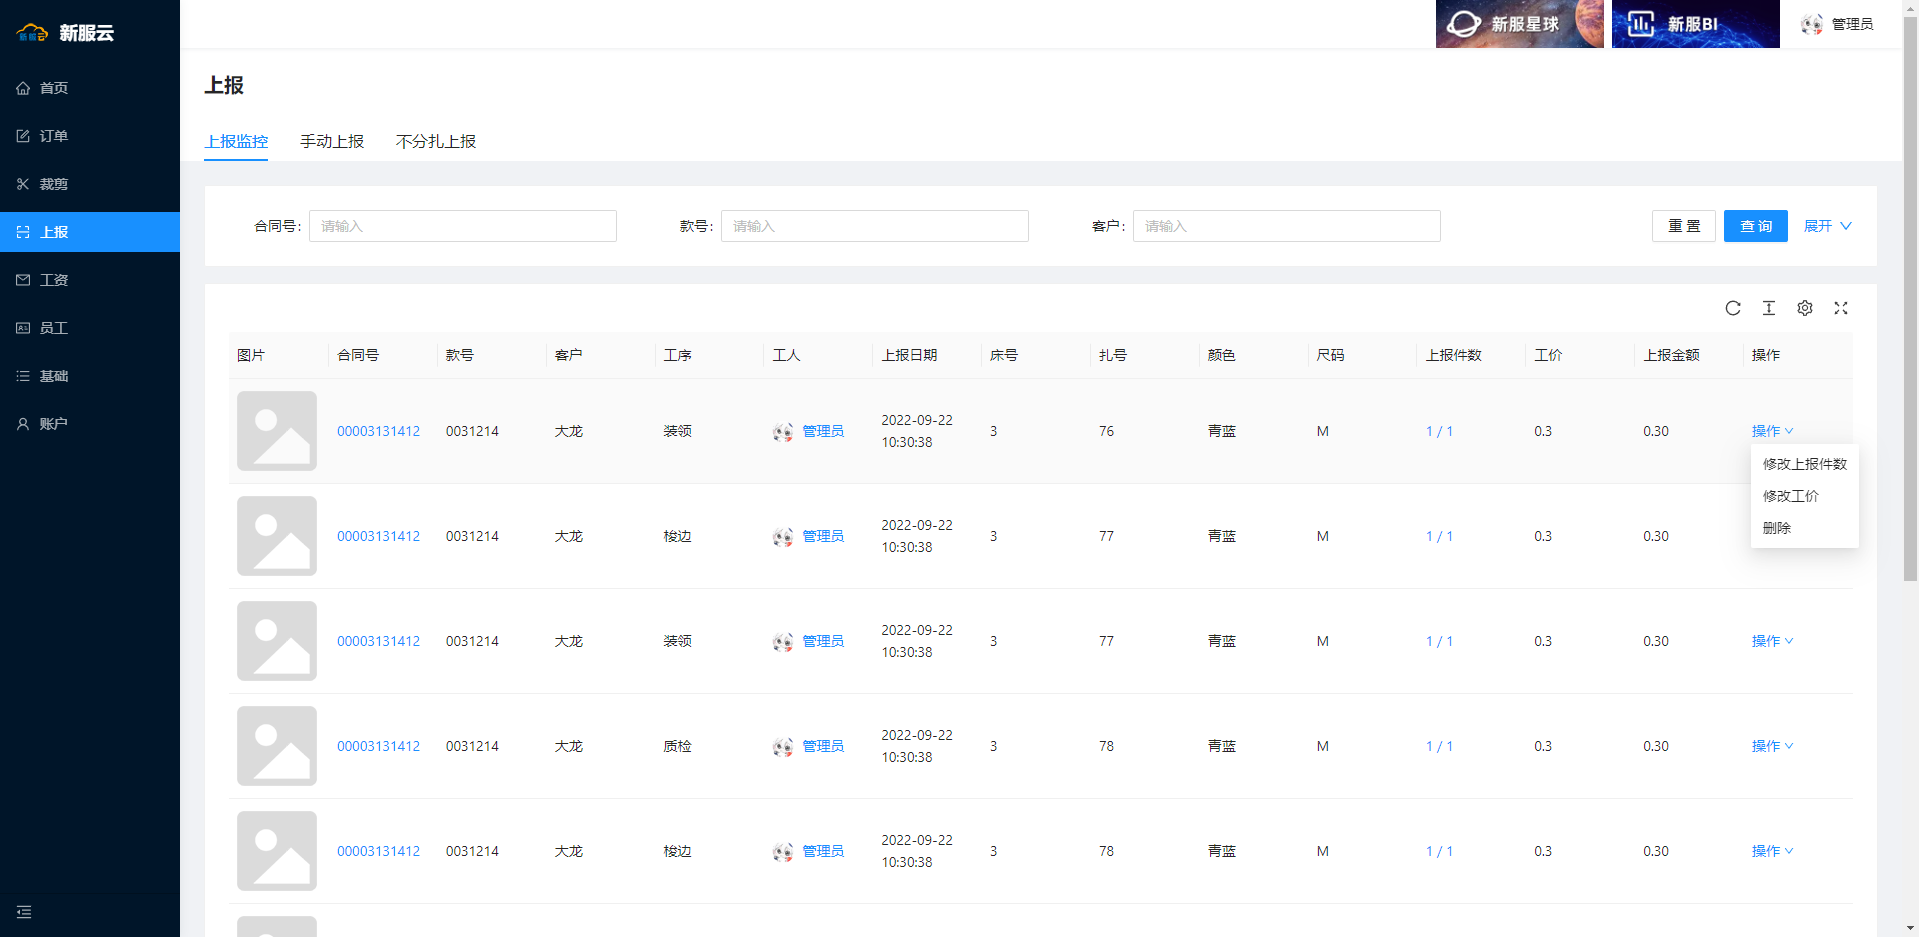 新服云
新服星球
新服BI
管理员
首页
订单
裁剪
上报
工资
员工
基础
账户
上报
上报监控 手动上报 不分扎上报
合同号: 请输入 款号: 请输入 客户: 请输入 重 置 查 询 展开
图片 合同号 款号 客户 工序 工人 上报日期 床号 扎号 颜色 尺码 上报件数 工价 上报金额 操作
00003131412 0031214 大龙 装领 管理员 2022-09-22 10:30:38 3 76 青蓝 M 1 / 1 0.3 0.30 操作
修改上报件数
修改工价
删除
00003131412 0031214 大龙 梭边 管理员 2022-09-22 10:30:38 3 77 青蓝 M 1 / 1 0.3 0.30
00003131412 0031214 大龙 装领 管理员 2022-09-22 10:30:38 3 77 青蓝 M 1 / 1 0.3 0.30 操作
00003131412 0031214 大龙 质检 管理员 2022-09-22 10:30:38 3 78 青蓝 M 1 / 1 0.3 0.30 操作
00003131412 0031214 大龙 梭边 管理员 2022-09-22 10:30:38 3 78 青蓝 M 1 / 1 0.3 0.30 操作